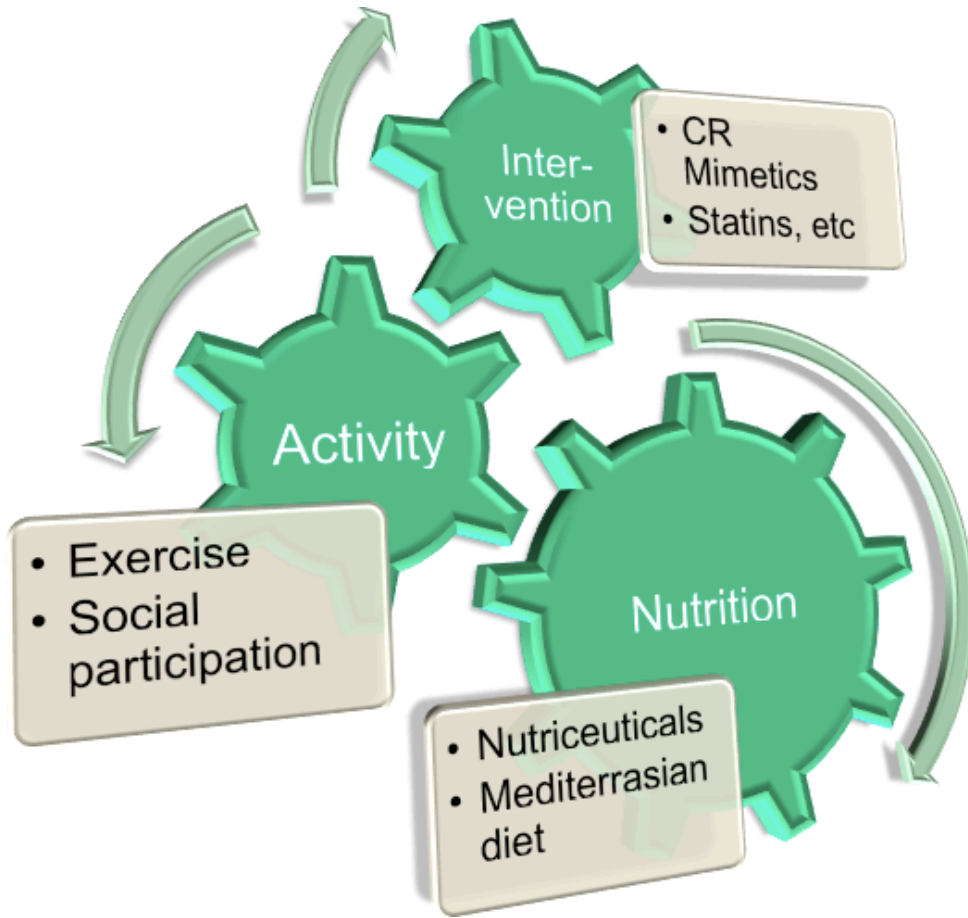 Inter-
vention
• CR
Mimetics
• Statins, etc
Activity
• Exercise
• Social
participation
Nutrition
• Nutriceuticals
• Mediterrasian
diet